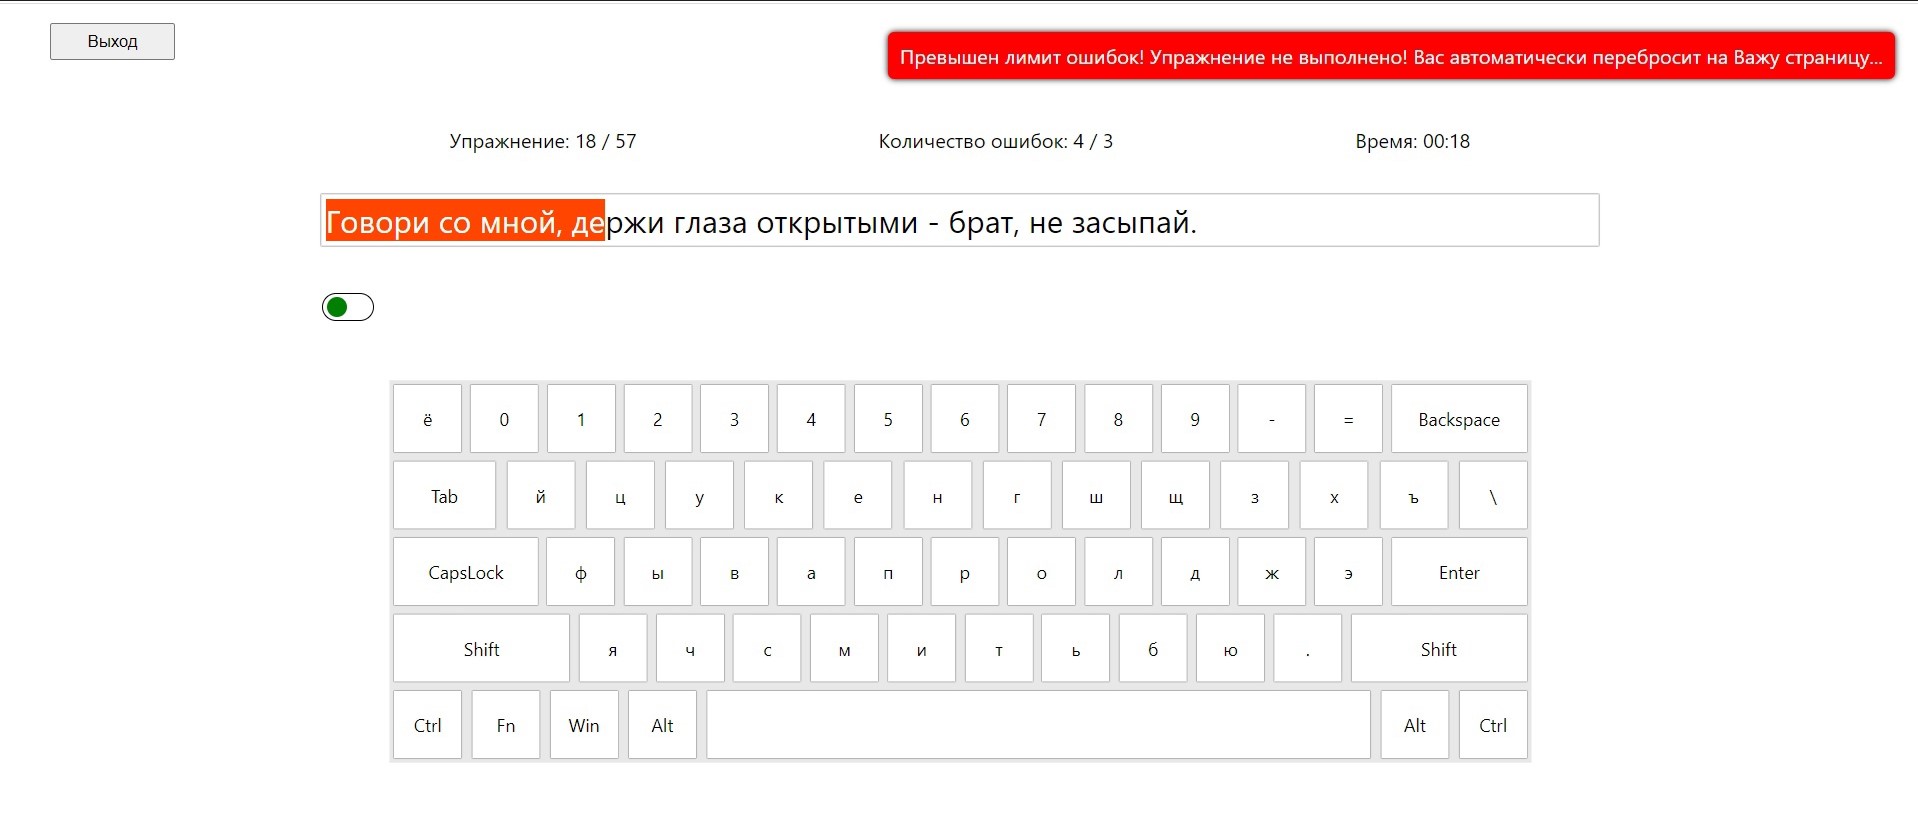 Выход
Превышен лимит ошибок! Упражнение не выполнено! Вас автоматически перебросит на Важу страницу...
Упражнение: 18 / 57 Количество ошибок: 4 / 3 Время: 00:18
Говори со мной, держи глаза открытыми - брат, не засыпай.
ё 0 1 2 3 4 5 6 7 8 9 - = Backspace
Tab й ц у к е н г ш щ з х ъ \
CapsLock ф ы в а п р о л д ж э Enter
Shift я ч с м и т ь б ю . Shift
Ctrl Fn Win Alt Alt Ctrl